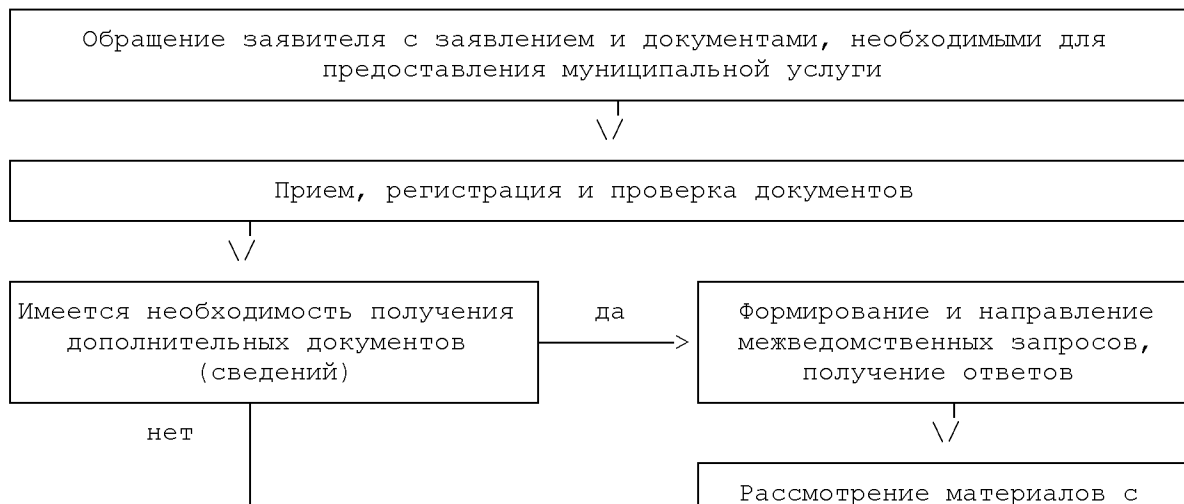 Обращение заявителя с заявлением и документами, необходимыми для
предоставления муниципальной услуги
\/
Прием, регистрация и проверка документов
\/
Имеется необходимость получения
дополнительных документов
(сведений)
да
>
Формирование и направление
межведомственных запросов,
получение ответов
нет
\/
Рассмотрение материалов с